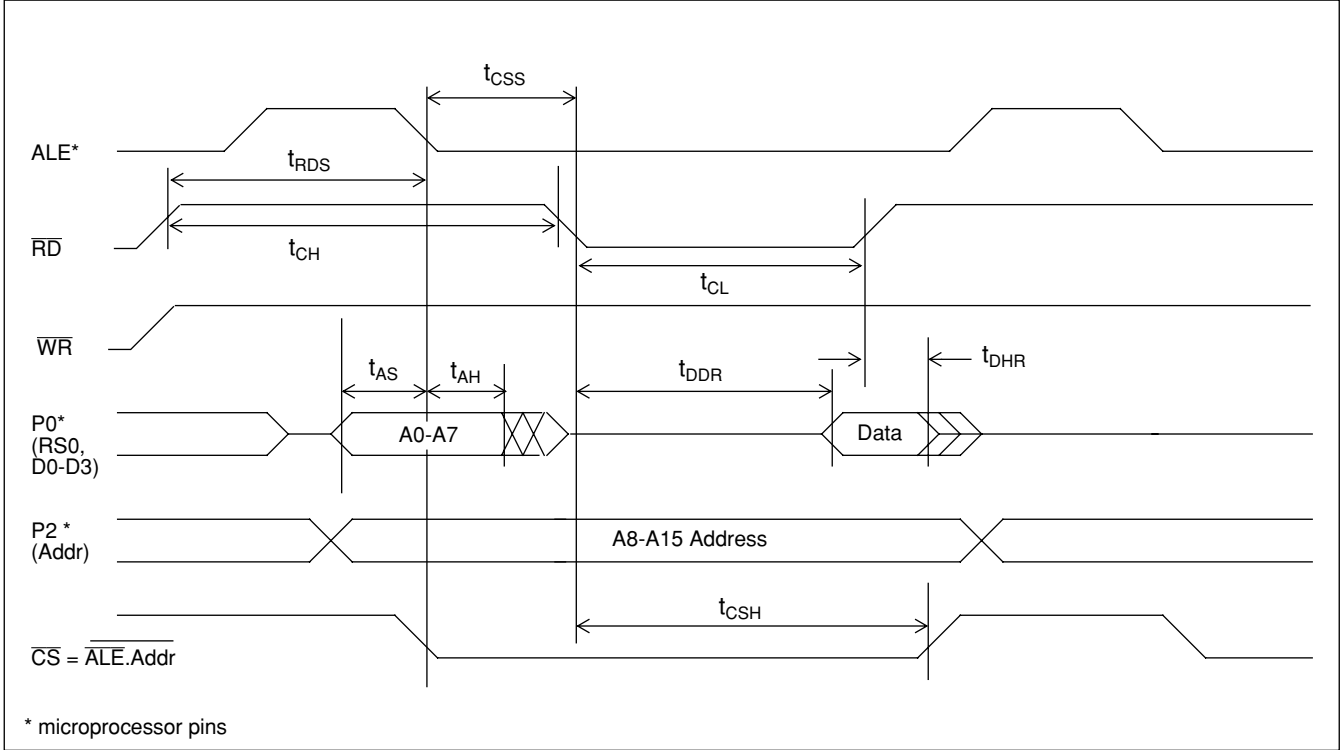 tCSS
ALE*
tRDS
RD
tCH
tCL
WR
tDHR
tAS
tAH
tDDR
P0*
(RS0,
D0-D3)
A0-A7
Data
P2 *
(Addr)
A8-A15 Address
tCSH
CS = ALE.Addr
* microprocessor pins